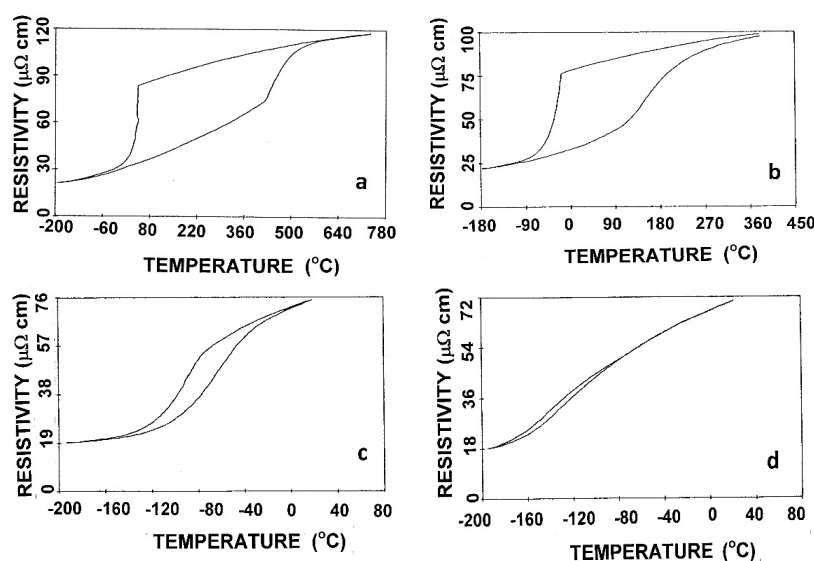 RESISTIVITY (μΩ cm)
120
90
60
30
0
a
-200 -60 80 220 360 500 640 780
TEMPERATURE (°C)
RESISTIVITY (μΩ cm)
100
75
50
25
0
b
-180 -90 0 90 180 270 360 450
TEMPERATURE (°C)
RESISTIVITY (μΩ cm)
76
57
38
19
0
c
-200 -160 -120 -80 -40 0 40 80
TEMPERATURE (°C)
RESISTIVITY (μΩ cm)
72
54
36
18
0
d
-200 -160 -120 -80 -40 0 40 80
TEMPERATURE (°C)